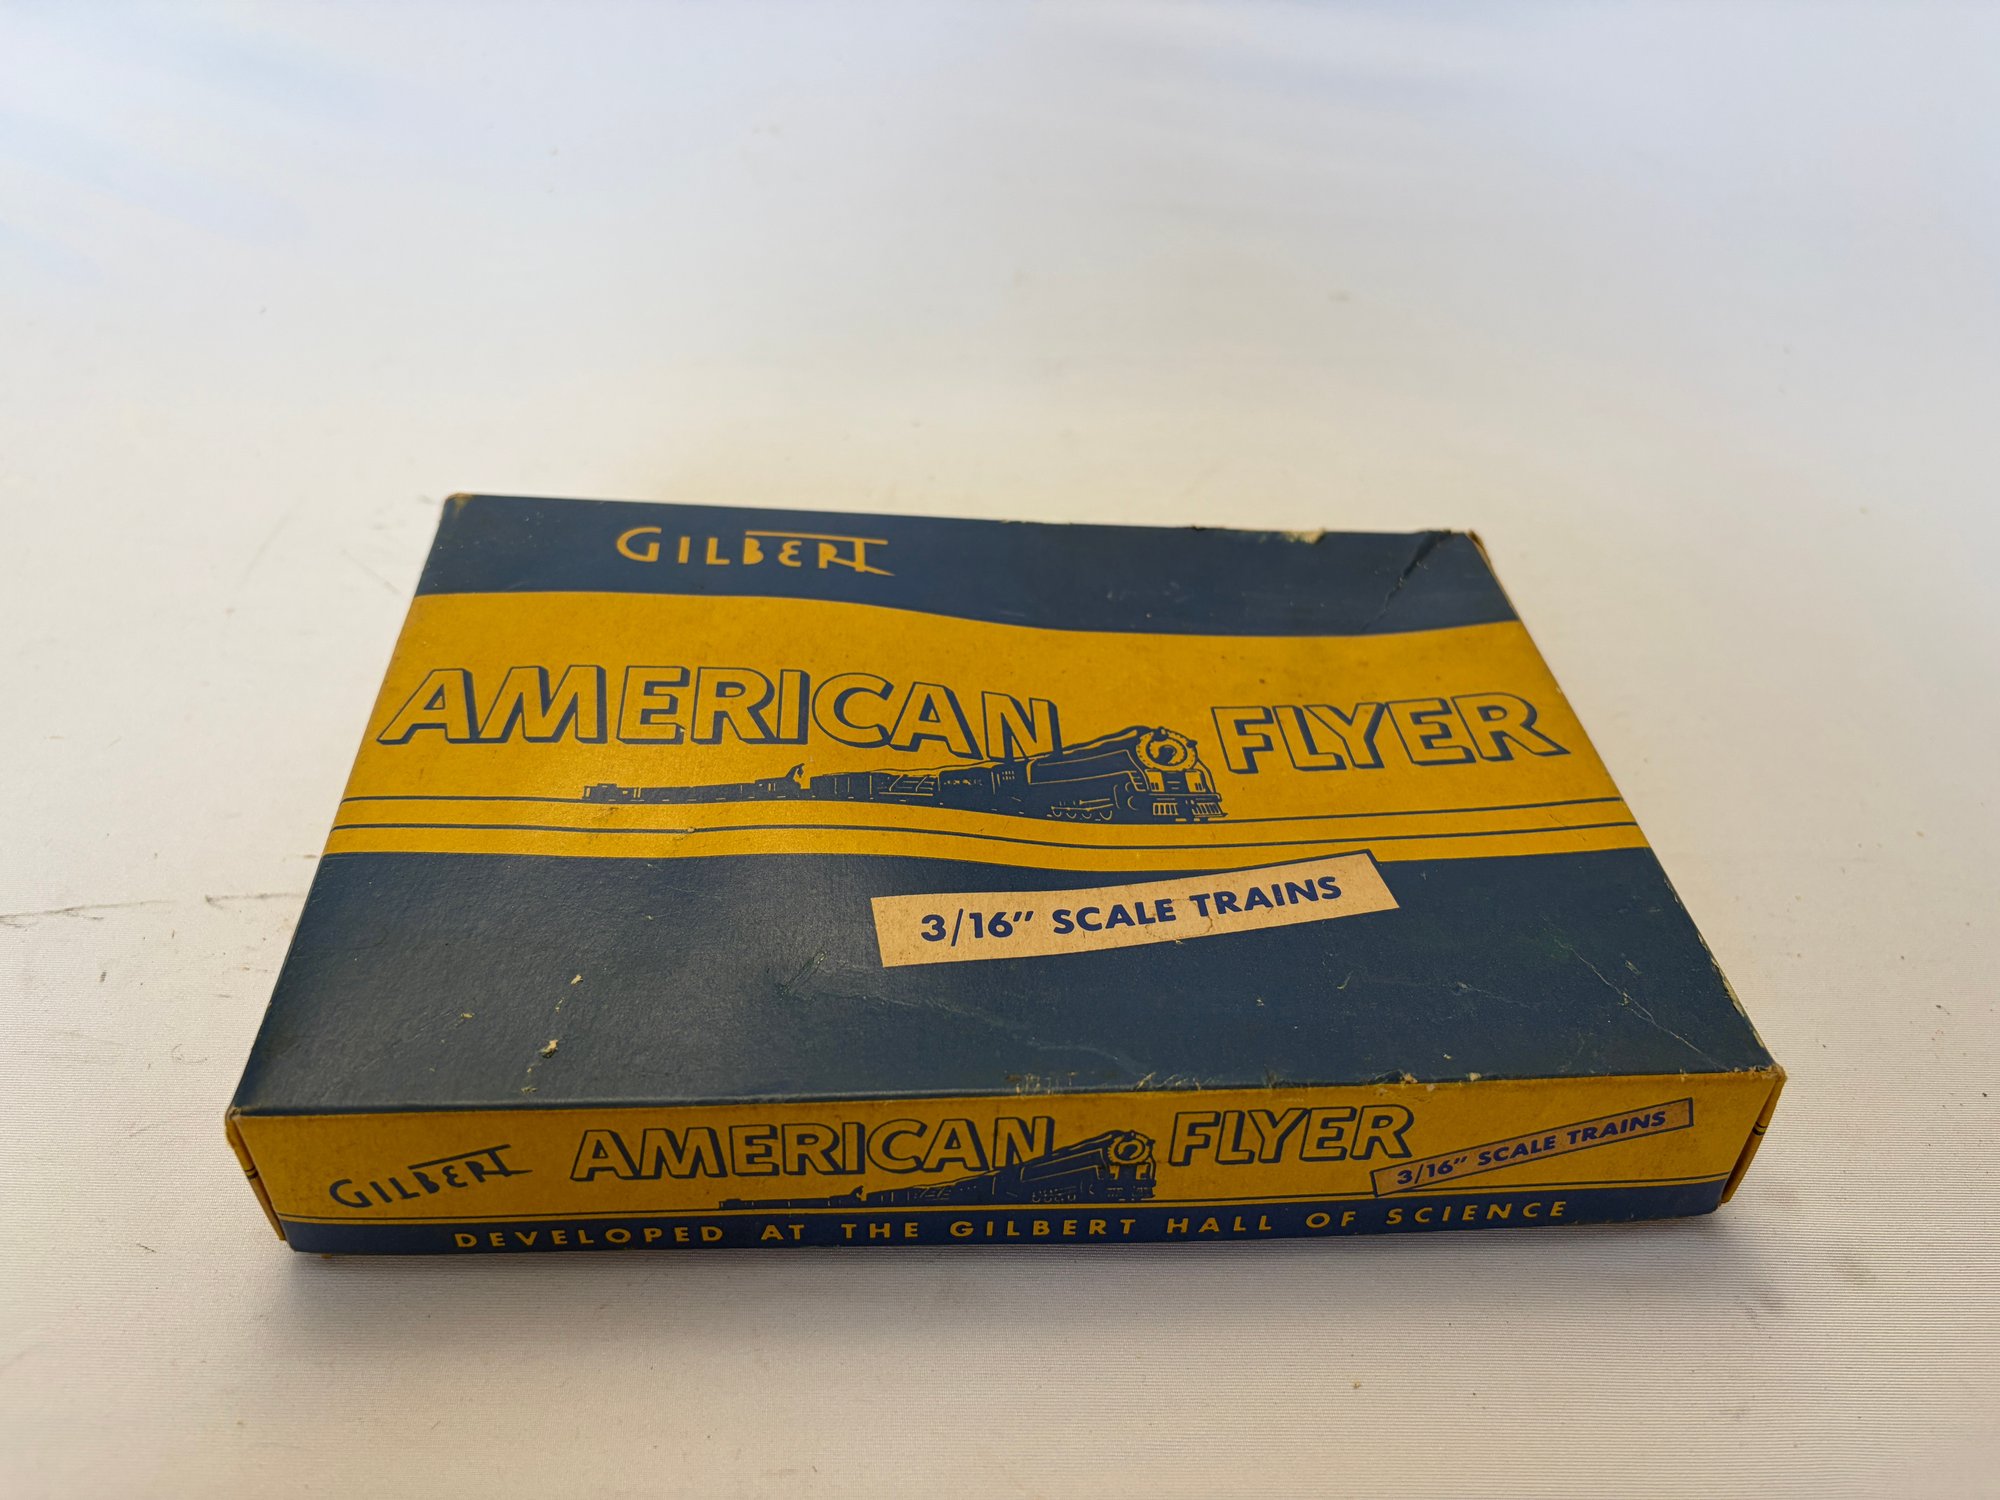 GILBERT
AMERICAN FLYER
3/16" SCALE TRAINS
GILBERT AMERICAN FLYER 3/16" SCALE TRAINS
DEVELOPED AT THE GILBERT HALL OF SCIENCE